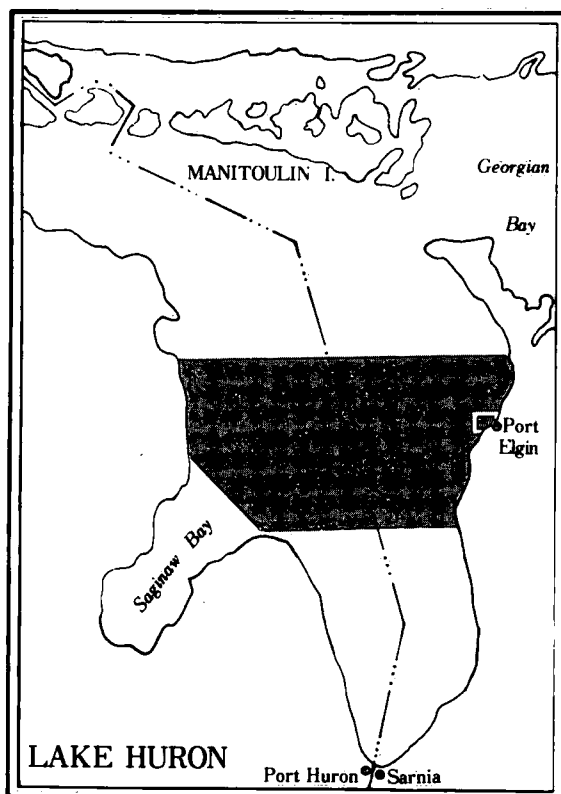 MANITOULIN I.
Georgian
Bay
Port
Elgin
Saginaw Bay
LAKE HURON
Port Huron
Sarnia